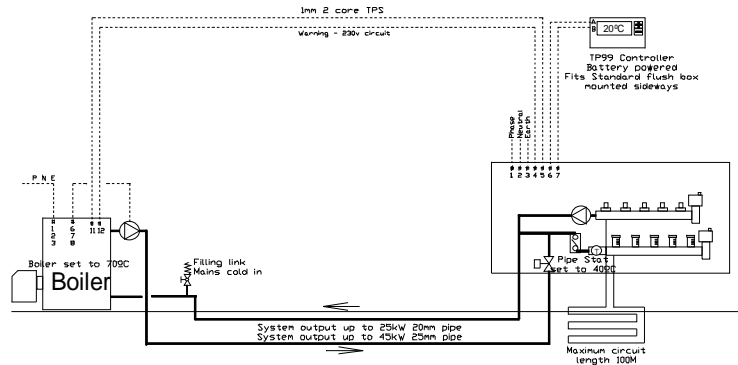 1mm 2 core TPS
Warning - 230v circuit
A
B
20ºC
TP99 Controller
Battery powered
Fits Standard flush box
mounted sideways
Phase
Neutral
Earth
1 2 3 4 5 6 7
P N E
1
2
3
6
7
8
11 12
Boiler set to 70ºC
Boiler
Filling link
Mains cold in
Pipe Stat
set to 40ºC
System output up to 25kW 20mm pipe
System output up to 45kW 25mm pipe
Maximum circuit
length 100M